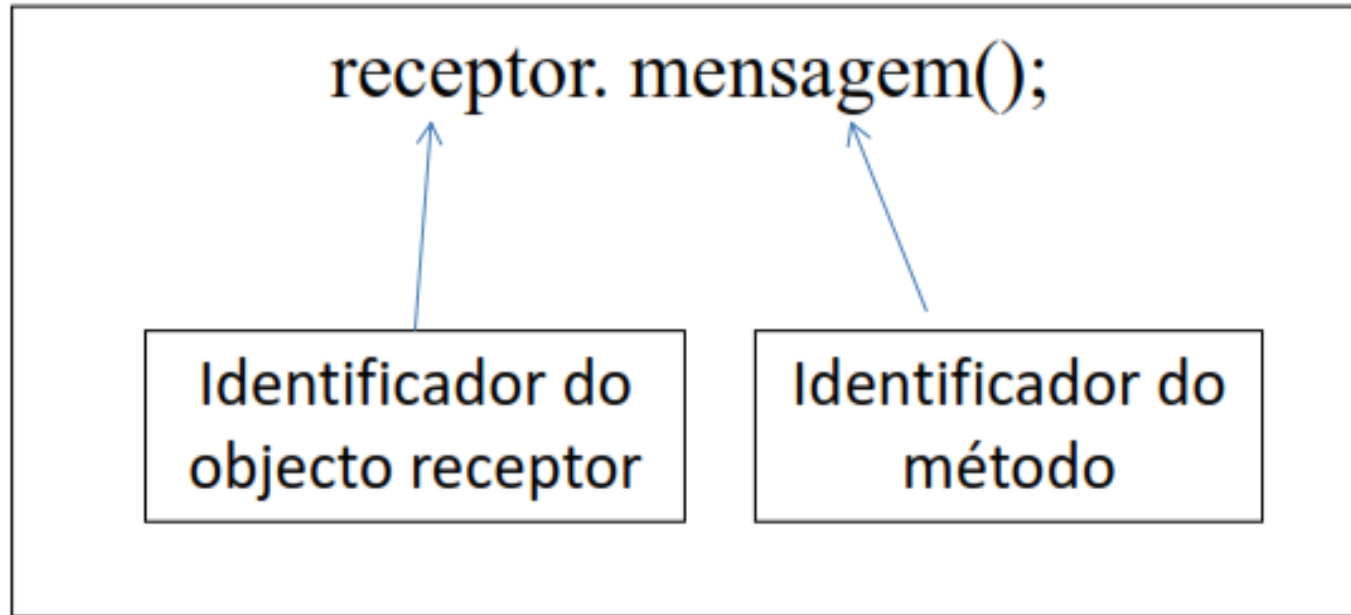 receptor. mensagem();
Identificador do
objecto receptor
Identificador do
método